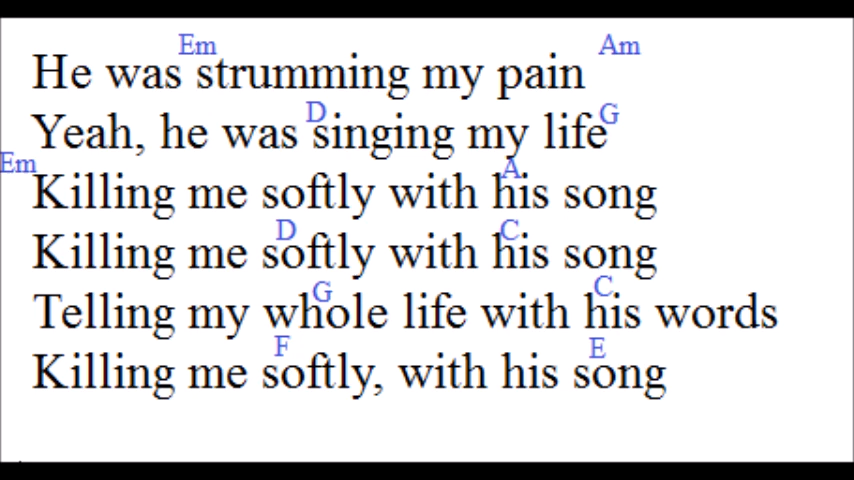 Em Am
He was strumming my pain
D G
Yeah, he was singing my life
Em A
Killing me softly with his song
D C
Killing me softly with his song
G C
Telling my whole life with his words
F E
Killing me softly, with his song